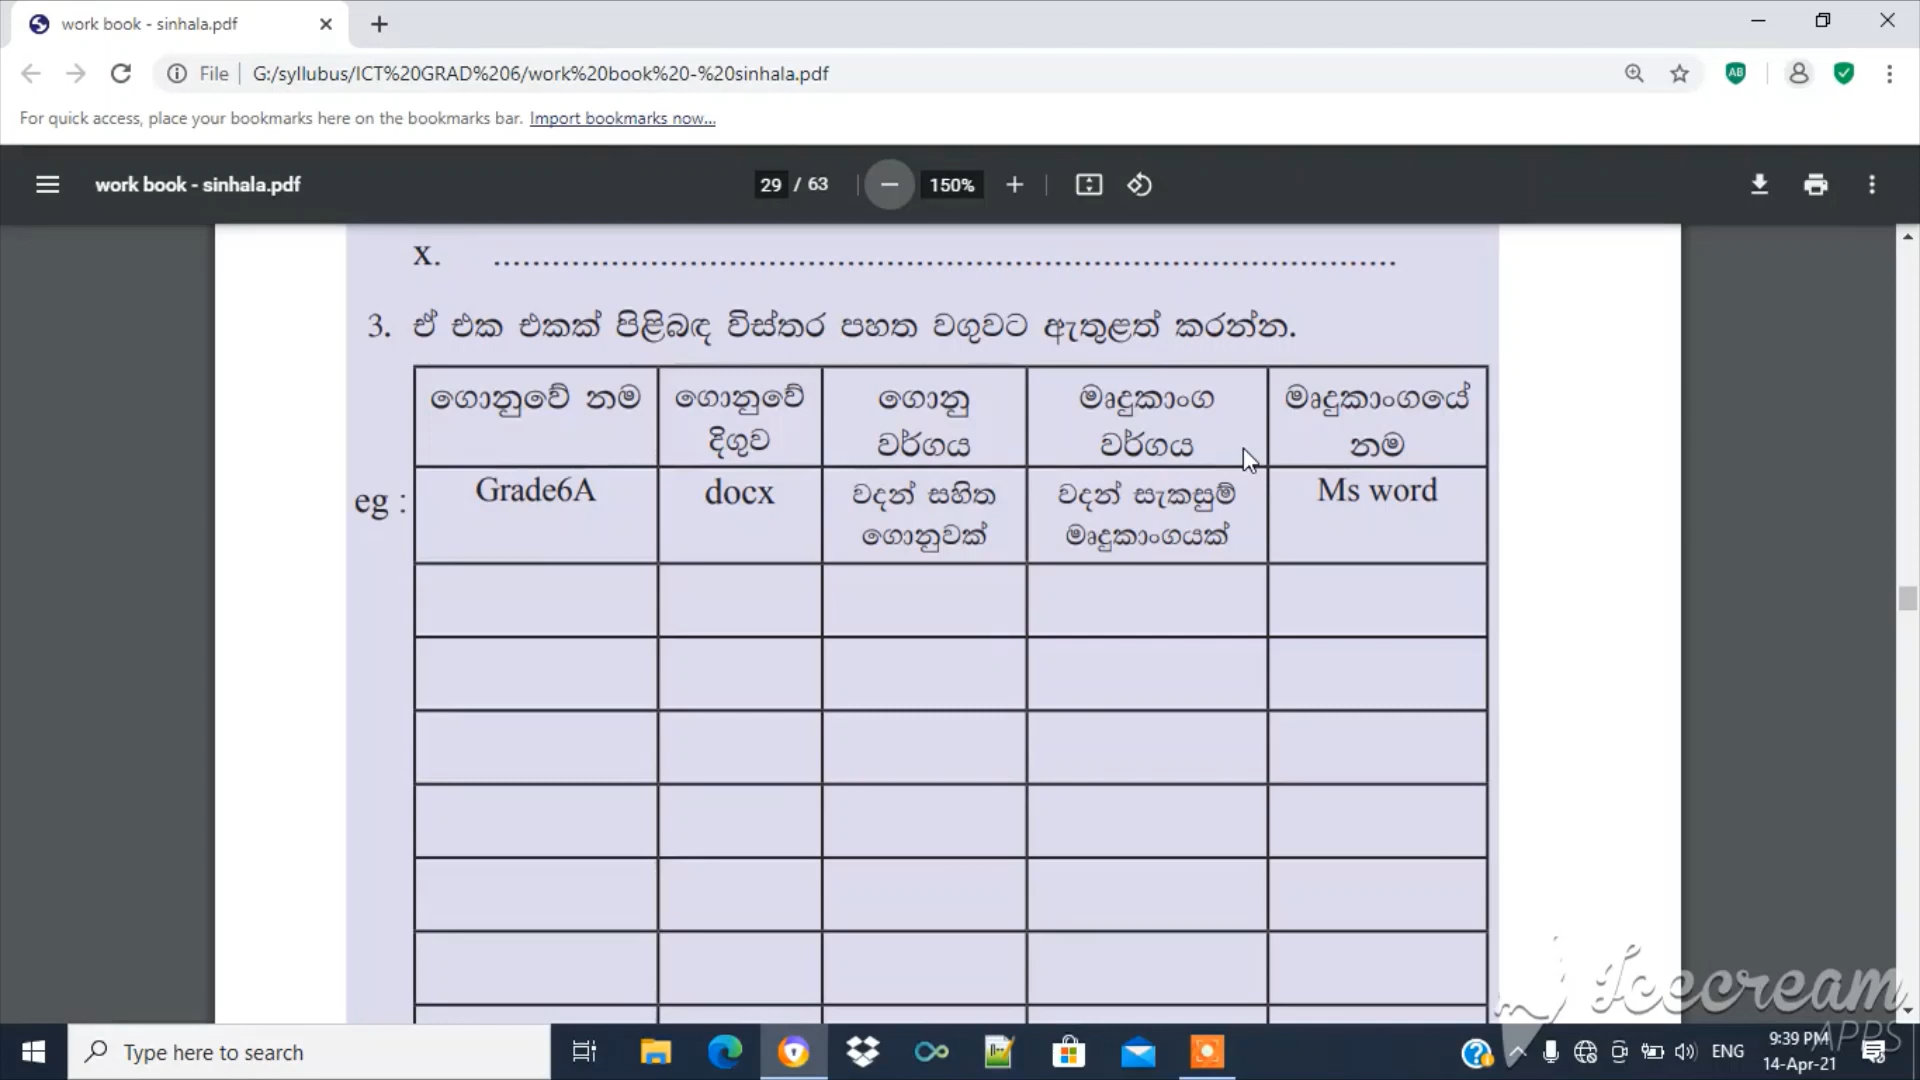 work book - sinhala.pdf
File
G:/syllubus/ICT%20GRAD%206/work%20book%20-%20sinhala.pdf
AB
For quick access, place your bookmarks here on the bookmarks bar. Import bookmarks now...
work book - sinhala.pdf
29 / 63
150%
x. ..........................................................................................
3. ඒ එක එකක් පිළිබඳ විස්තර පහත වගුවට ඇතුළත් කරන්න.
ගොනුවේ නම
ගොනුවේ
දිගුව
ගොනු
වර්ගය
මෘදුකාංග
වර්ගය
මෘදුකාංගයේ
නම
eg :
Grade6A
docx
වදන් සහිත
ගොනුවක්
වදන් සැකසුම්
මෘදුකාංගයක්
Ms word
Icecream
APPS
Type here to search
ENG
9:39 PM
14-Apr-21